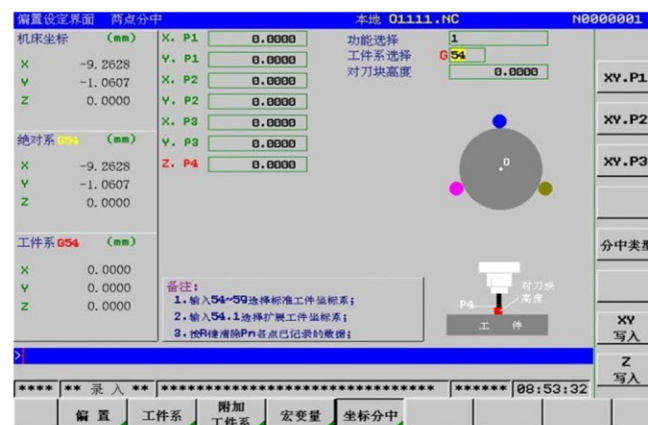 偏置设定界面 两点分中 本地 O1111.NC N00000001
机床坐标 (mm)
X -9.2628
Y -1.0607
Z 0.0000
绝对系 G54 (mm)
X -9.2628
Y -1.0607
Z 0.0000
工件系 G54 (mm)
X 0.0000
Y 0.0000
Z 0.0000
X. P1 0.0000
Y. P1 0.0000
X. P2 0.0000
Y. P2 0.0000
X. P3 0.0000
Y. P3 0.0000
Z. P4 0.0000
功能选择 1
工件系选择 G 54
对刀块高度 0.0000
O
备注:
1.输入54~59选择标准工件坐标系;
2.输入54.1选择扩展工件坐标系;
3.按R键清除Pn各点已记录的数据;
对刀块
高度
P4
工 件
XY.P1
XY.P2
XY.P3
分中类型
XY
写入
Z
写入
>
**** ** 录 入 ** ****** 08:53:32
偏 置 工件系 附加
工件系 宏变量 坐标分中